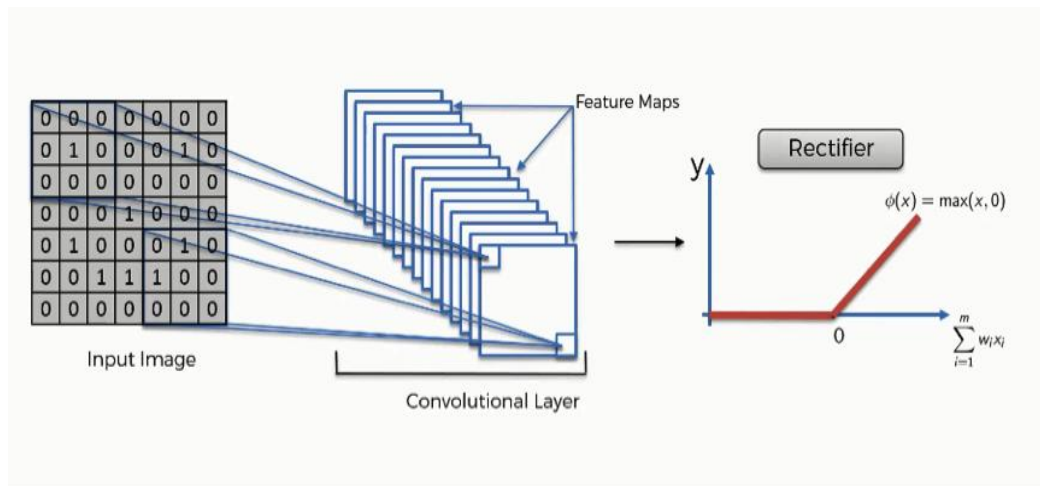 0 0 0 0 0 0 0
0 1 0 0 0 1 0
0 0 0 0 0 0 0
0 0 0 1 0 0 0
0 1 0 0 0 1 0
0 0 1 1 1 0 0
0 0 0 0 0 0 0
Input Image
Feature Maps
Convolutional Layer
Rectifier
y
ϕ(x) = max(x, 0)
0
m
∑ wᵢxᵢ
i=1